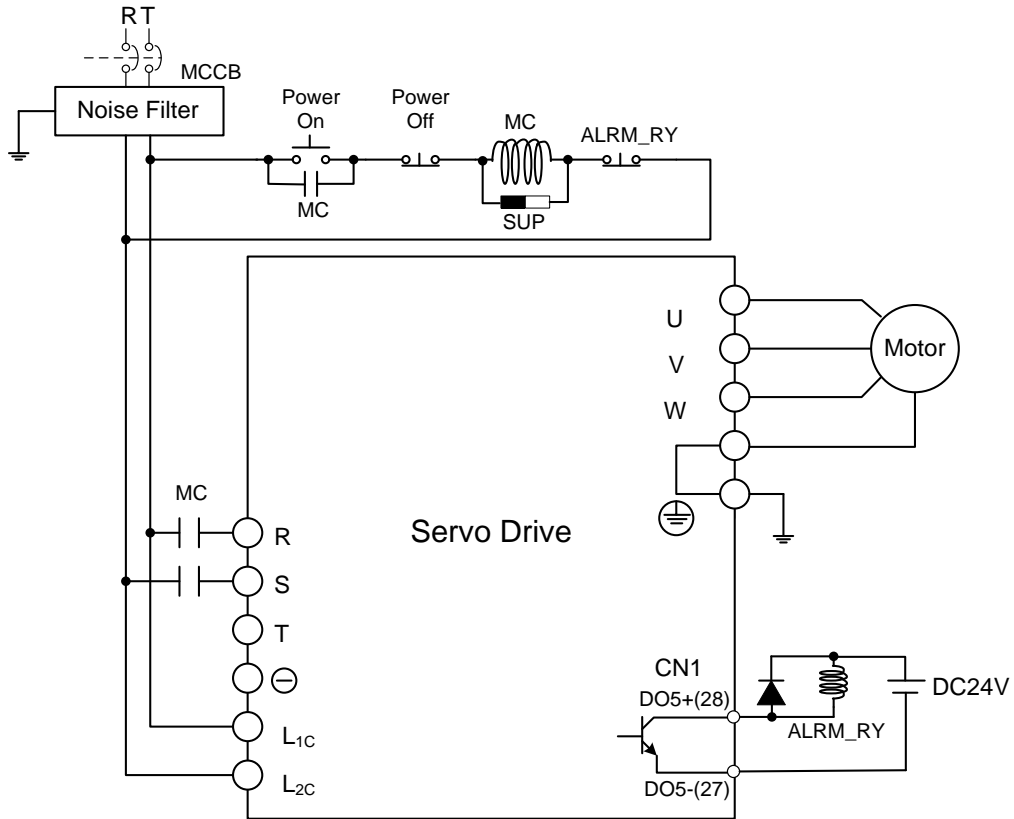 R T
MCCB
Noise Filter
Power
On
Power
Off
MC
ALRM_RY
MC
SUP
U
V
W
Motor
MC
R
S
T
Servo Drive
L1C
L2C
CN1
DO5+(28)
DO5-(27)
ALRM_RY
DC24V